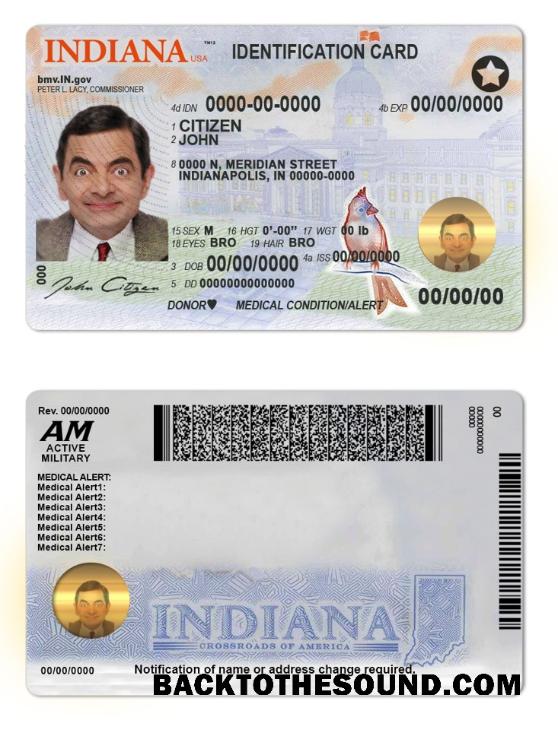 INDIANA USA IDENTIFICATION CARD
bmv.IN.gov
PETER L. LACY, COMMISSIONER
4d IDN 0000-00-0000 4b EXP 00/00/0000
1 CITIZEN
2 JOHN
8 0000 N, MERIDIAN STREET
INDIANAPOLIS, IN 00000-0000
15 SEX M 16 HGT 0'-00" 17 WGT 00 lb
18 EYES BRO 19 HAIR BRO
3 DOB 00/00/0000 4a ISS 00/00/0000
5 DD 00000000000000
000
John Citizen
00/00/00
DONOR♥ MEDICAL CONDITION/ALERT
Rev. 00/00/0000
AM
ACTIVE
MILITARY
MEDICAL ALERT:
Medical Alert1:
Medical Alert2:
Medical Alert3:
Medical Alert4:
Medical Alert5:
Medical Alert6:
Medical Alert7:
INDIANA
CROSSROADS OF AMERICA
00/00/0000 Notification of name or address change required.
BACKTOTHESOUND.COM